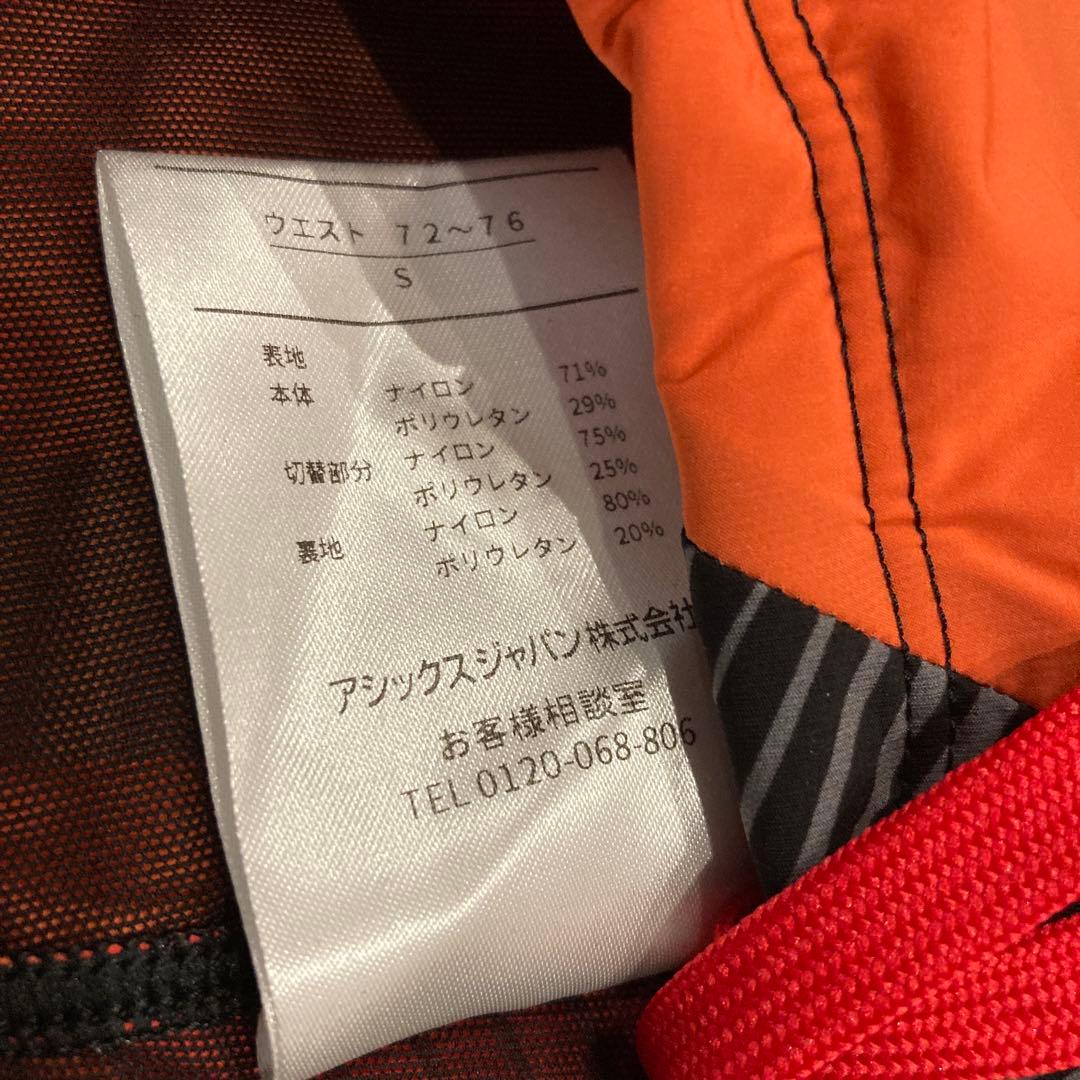 ウエスト 72～76
S
表地
本体 ナイロン 71%
ポリウレタン 29%
切替部分 ナイロン 75%
ポリウレタン 25%
裏地 ナイロン 80%
ポリウレタン 20%
アシックスジャパン株式会社
お客様相談室
TEL 0120-068-806